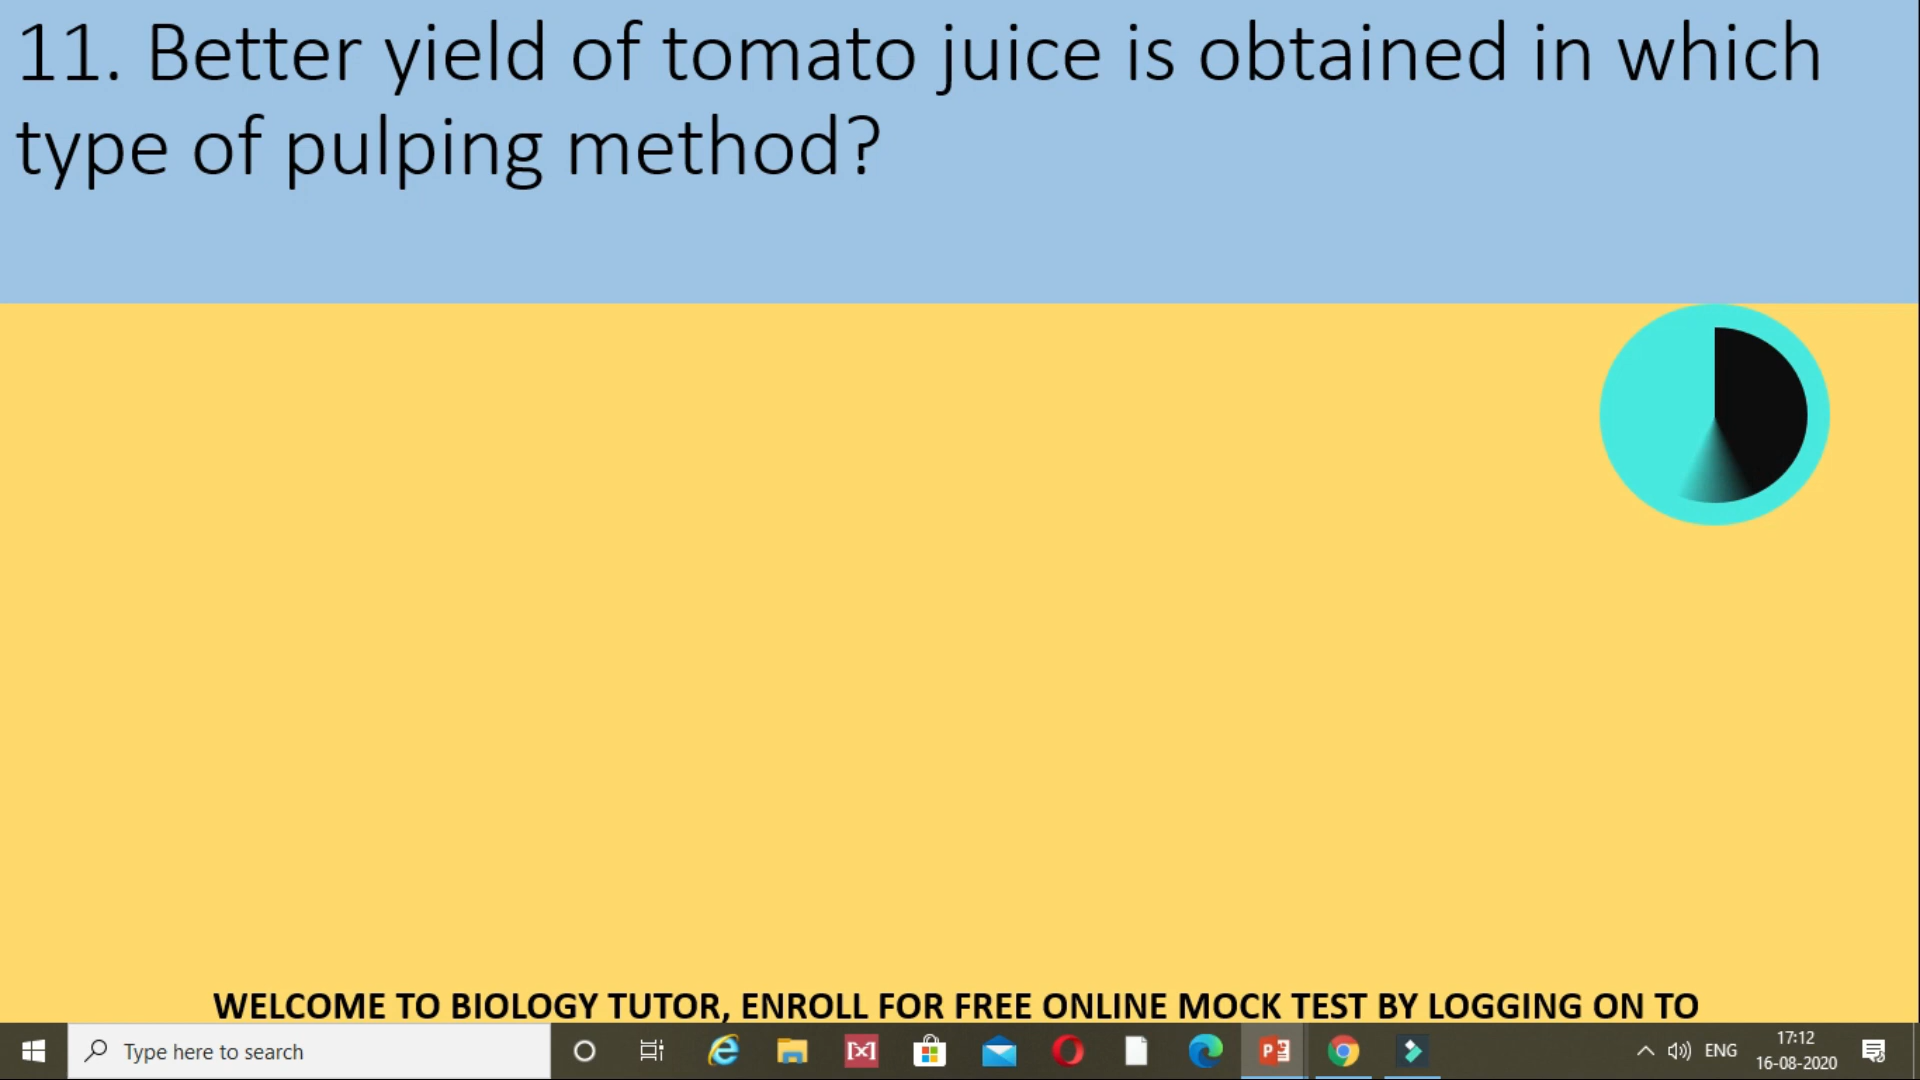 11. Better yield of tomato juice is obtained in which
type of pulping method?
WELCOME TO BIOLOGY TUTOR, ENROLL FOR FREE ONLINE MOCK TEST BY LOGGING ON TO
Type here to search
ENG
17:12
16-08-2020